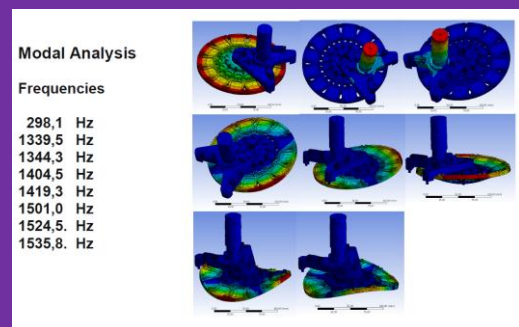 Modal Analysis
Frequencies
298,1 Hz
1339,5 Hz
1344,3 Hz
1404,5 Hz
1419,3 Hz
1501,0 Hz
1524,5. Hz
1535,8. Hz